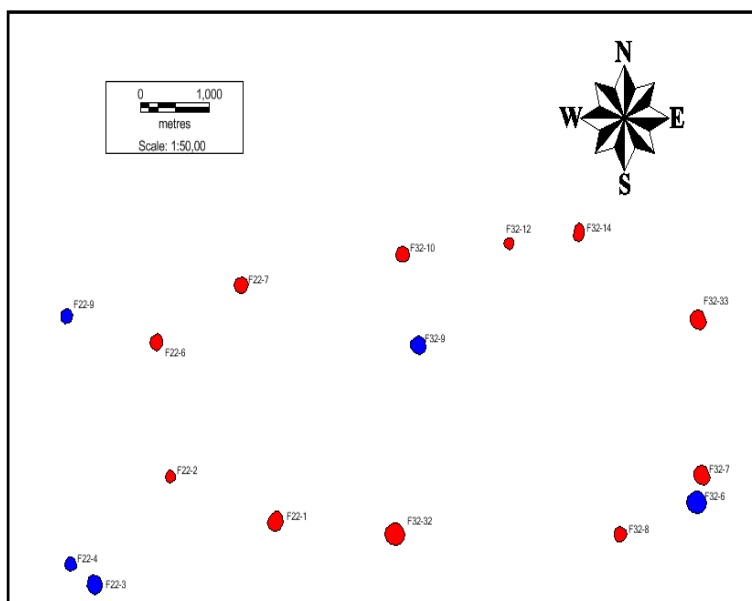 N
0 1,000
metres
Scale: 1:50,00
W E
S
F32-12
F32-14
F32-10
F22-7
F22-9
F32-33
F32-9
F22-6
F22-2
F32-7
F32-6
F22-1
F32-32
F32-8
F22-4
F22-3